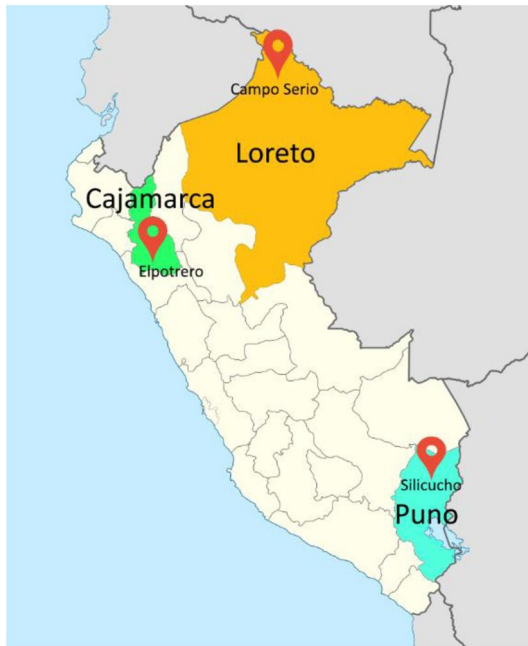 Campo Serio
Loreto
Cajamarca
Elpotrero
Silicucho
Puno